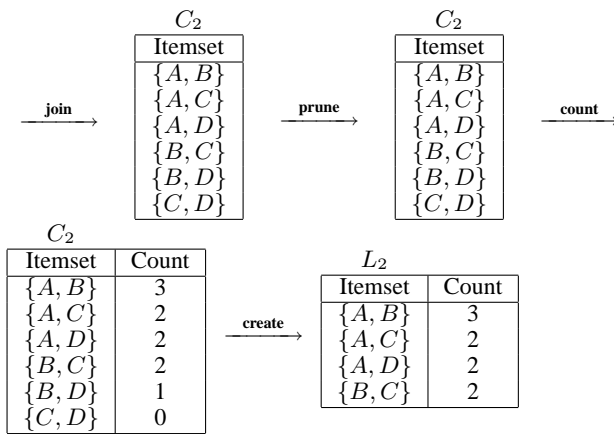 C2 C2
Itemset Itemset
{A, B} {A, B}
{A, C} {A, C}
join {A, D} prune {A, D} count
{B, C} {B, C}
{B, D} {B, D}
{C, D} {C, D}
C2
Itemset Count L2
{A, B} 3 Itemset Count
{A, C} 2 {A, B} 3
{A, D} 2 create {A, C} 2
{B, C} 2 {A, D} 2
{B, D} 1 {B, C} 2
{C, D} 0